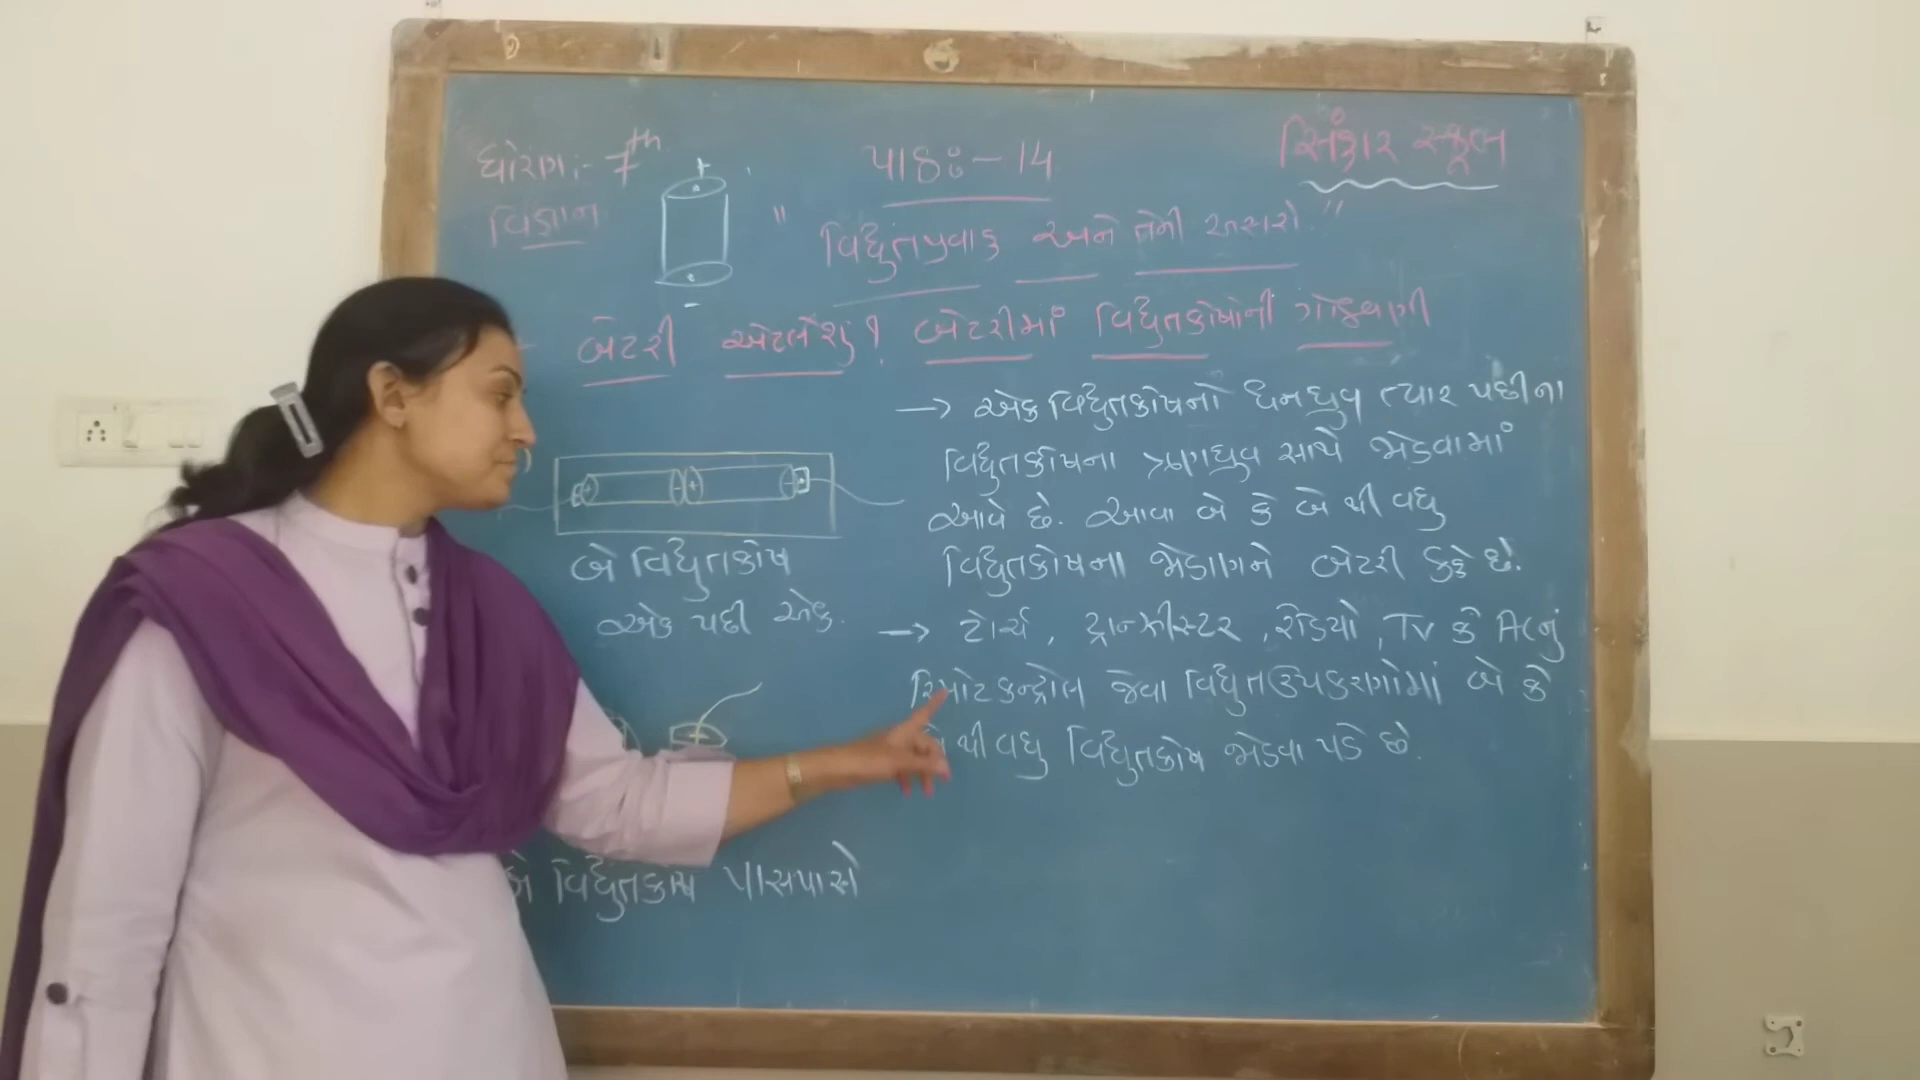 ધોરણ:- 7th
પાઠઃ- 14
સિંકાર સ્કૂલ
વિજ્ઞાન
+
-
" વિદ્યુતપ્રવાહ અને તેની અસરો "
બેટરી એટલેશું? બેટરીમાં વિદ્યુતકોષોની ગોઠવણી
→ એક વિદ્યુતકોષનો ધનધ્રુવ ત્યાર પછીના
વિદ્યુતકોષના ઋણધ્રુવ સાથે જોડવામાં
આવે છે. આવા બે કે બે થી વધુ
વિદ્યુતકોષના જોડાણને બેટરી કહે છે.
→ ટોર્ચ, ટ્રાન્ઝીસ્ટર, રેડિયો, TV કે ACનું
રિમોટકન્ટ્રોલ જેવા વિદ્યુતઉપકરણોમાં બે કે
થી વધુ વિદ્યુતકોષ જોડવા પડે છે.
+ - + -
બે વિદ્યુતકોષ
એક પછી એક.
બે વિદ્યુતકોષ પાસપાસે